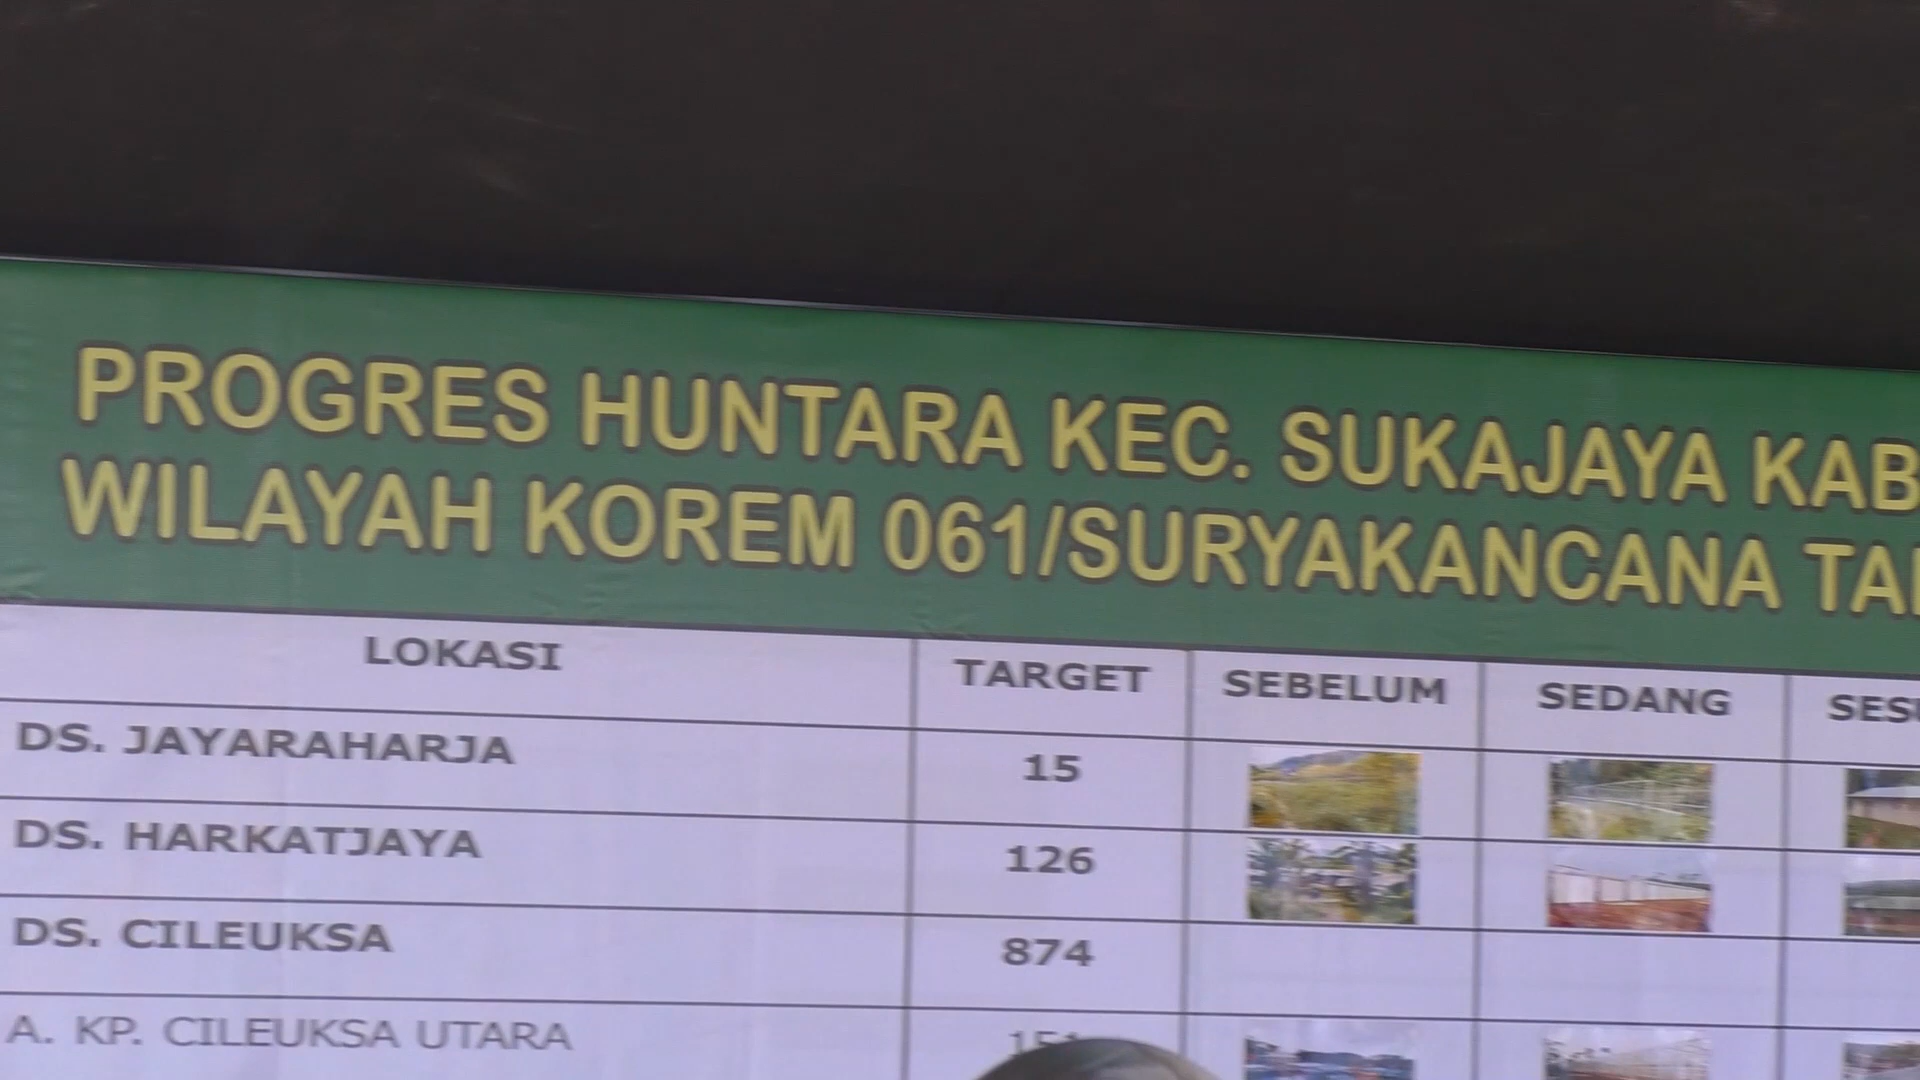 PROGRES HUNTARA KEC. SUKAJAYA KAB
WILAYAH KOREM 061/SURYAKANCANA
LOKASI TARGET SEBELUM SEDANG
DS. JAYARAHARJA 15
DS. HARKATJAYA 126
DS. CILEUKSA 874
A. KP. CILEUKSA UTARA